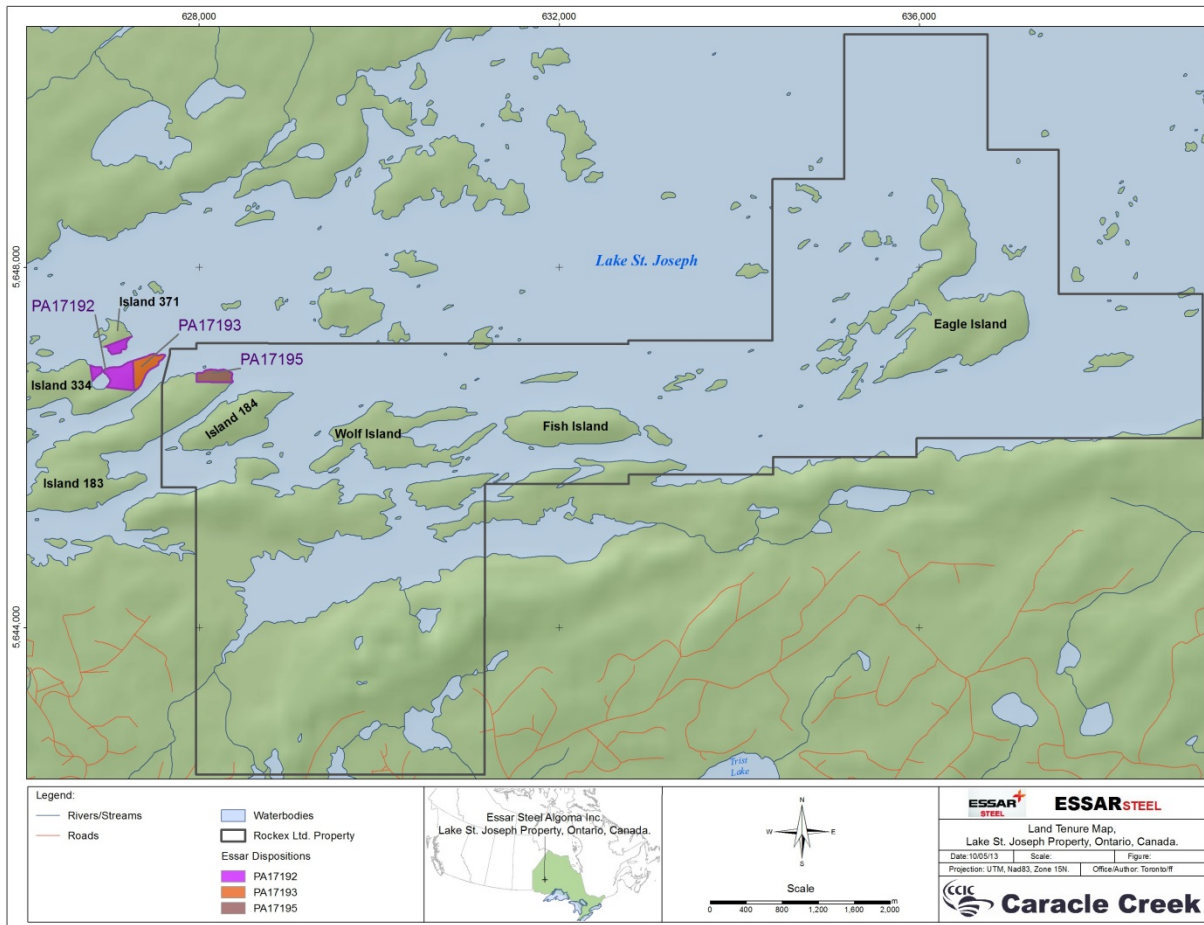 628,000
632,000
636,000
5,648,000
5,644,000
Lake St. Joseph
PA17192
Island 371
PA17193
Eagle Island
PA17195
Island 334
Island 184
Wolf Island
Fish Island
Island 183
Trist
Lake
Legend:
Rivers/Streams
Roads
Waterbodies
Rockex Ltd. Property
Essar Dispositions
PA17192
PA17193
PA17195
Essar Steel Algoma Inc.
Lake St. Joseph Property, Ontario, Canada.
N
W
E
S
Scale
m
0 400 800 1,200 1,600 2,000
ESSAR
STEEL
ESSAR STEEL
Land Tenure Map,
Lake St. Joseph Property, Ontario, Canada.
Date:10/05/13 Scale: Figure:
Projection: UTM, Nad83, Zone 15N. Office/Author: Toronto/ff
CCIC
Caracle Creek